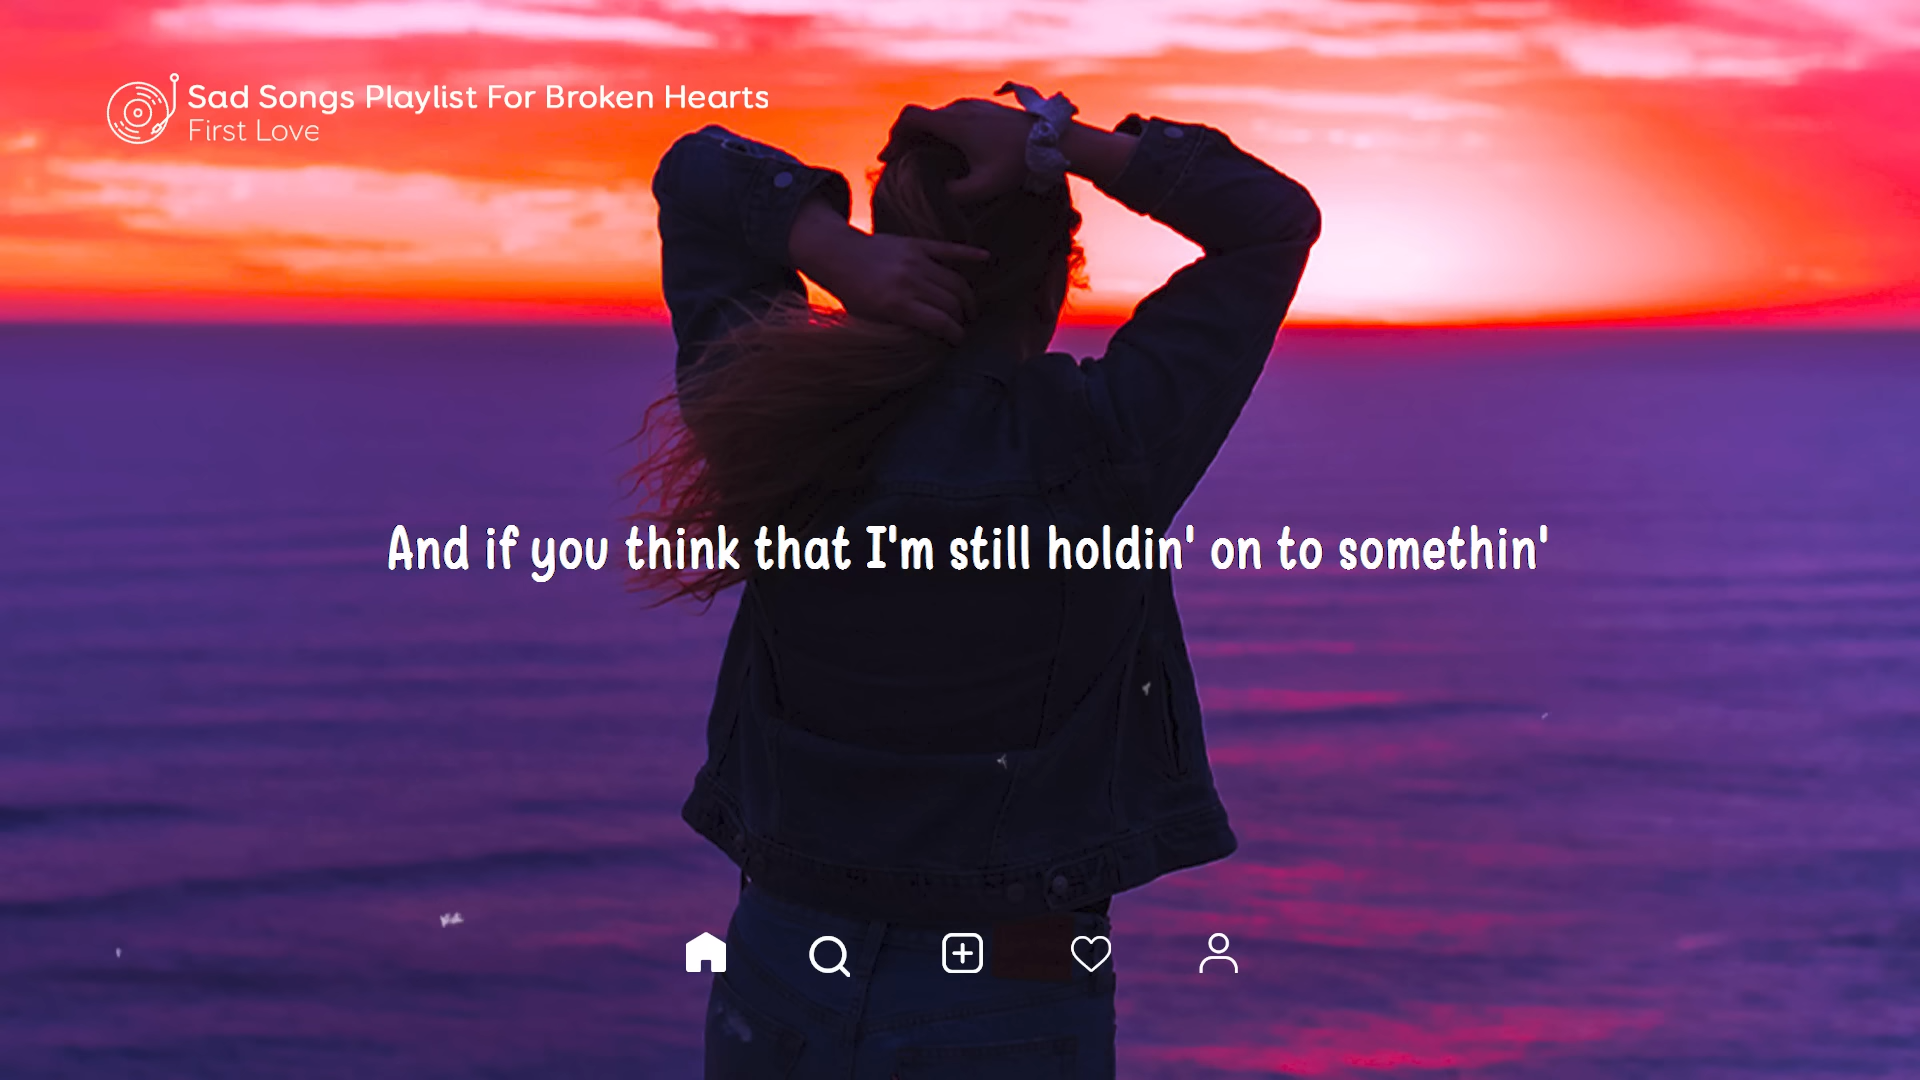 Sad Songs Playlist For Broken Hearts
First Love
And if you think that I'm still holdin' on to somethin'